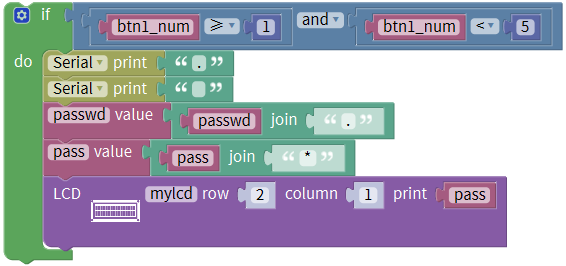 if btn1_num ≥ 1 and btn1_num < 5
do Serial print “ . ”
Serial print “ ”
passwd value passwd join “ . ”
pass value pass join “ * ”
LCD mylcd row 2 column 1 print pass